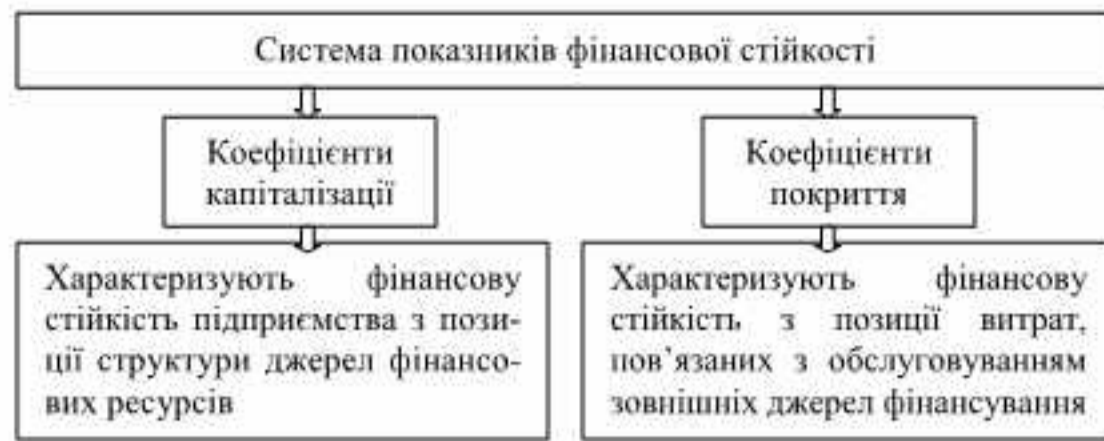 Система показників фінансової стійкості
Коефіцієнти
капіталізації
Коефіцієнти
покриття
Характеризують фінансову
стійкість підприємства з пози-
ції структури джерел фінансо-
вих ресурсів
Характеризують фінансову
стійкість з позиції витрат,
пов’язаних з обслуговуванням
зовнішніх джерел фінансування